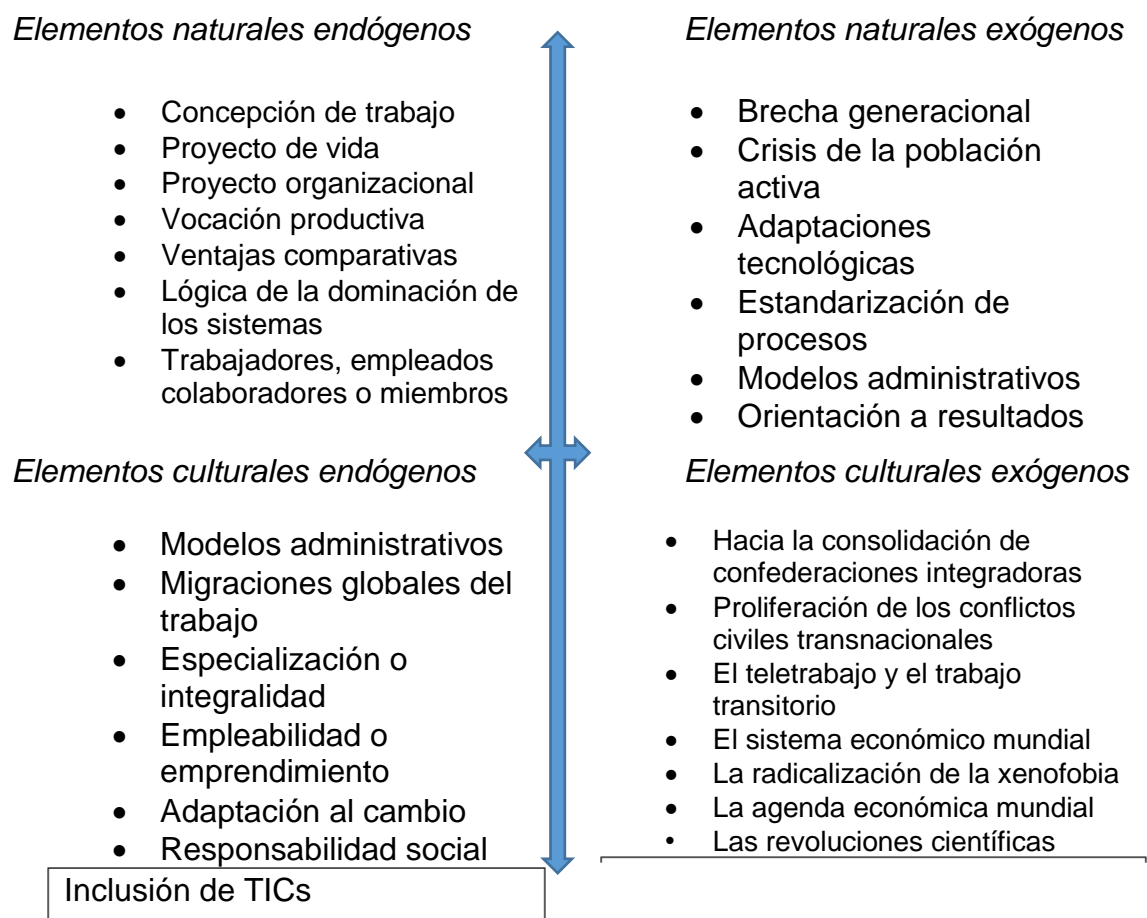 Elementos naturales endógenos
• Concepción de trabajo
• Proyecto de vida
• Proyecto organizacional
• Vocación productiva
• Ventajas comparativas
• Lógica de la dominación de
los sistemas
• Trabajadores, empleados
colaboradores o miembros
Elementos naturales exógenos
• Brecha generacional
• Crisis de la población
activa
• Adaptaciones
tecnológicas
• Estandarización de
procesos
• Modelos administrativos
• Orientación a resultados
Elementos culturales endógenos
• Modelos administrativos
• Migraciones globales del
trabajo
• Especialización o
integralidad
• Empleabilidad o
emprendimiento
• Adaptación al cambio
• Responsabilidad social
Inclusión de TICs
Elementos culturales exógenos
• Hacia la consolidación de
confederaciones integradoras
• Proliferación de los conflictos
civiles transnacionales
• El teletrabajo y el trabajo
transitorio
• El sistema económico mundial
• La radicalización de la xenofobia
• La agenda económica mundial
• Las revoluciones científicas